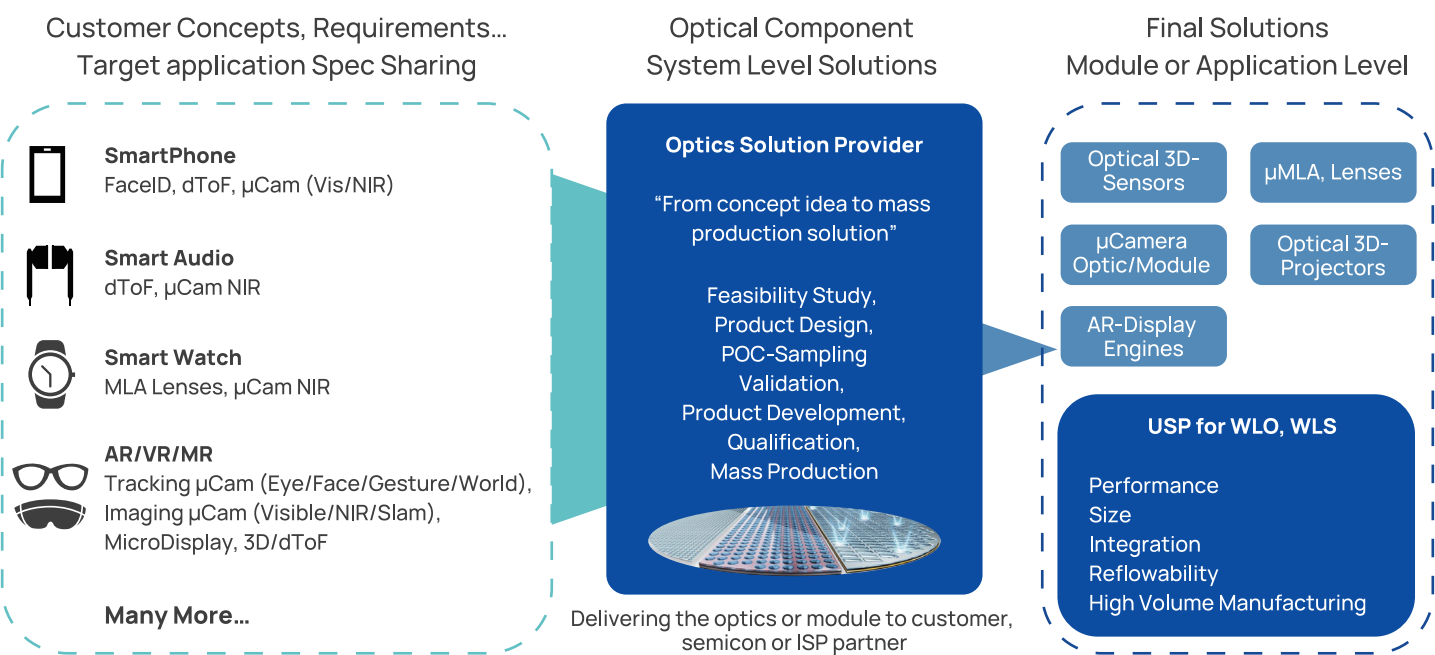 Customer Concepts, Requirements...
Target application Spec Sharing
SmartPhone
FaceID, dToF, µCam (Vis/NIR)
Smart Audio
dToF, µCam NIR
Smart Watch
MLA Lenses, µCam NIR
AR/VR/MR
Tracking µCam (Eye/Face/Gesture/World),
Imaging µCam (Visible/NIR/Slam),
MicroDisplay, 3D/dToF
Many More...
Optical Component
System Level Solutions
Optics Solution Provider
“From concept idea to mass
production solution”
Feasibility Study,
Product Design,
POC-Sampling
Validation,
Product Development,
Qualification,
Mass Production
Delivering the optics or module to customer,
semicon or ISP partner
Final Solutions
Module or Application Level
Optical 3D-
Sensors
µMLA, Lenses
µCamera
Optic/Module
Optical 3D-
Projectors
AR-Display
Engines
USP for WLO, WLS
Performance
Size
Integration
Reflowability
High Volume Manufacturing